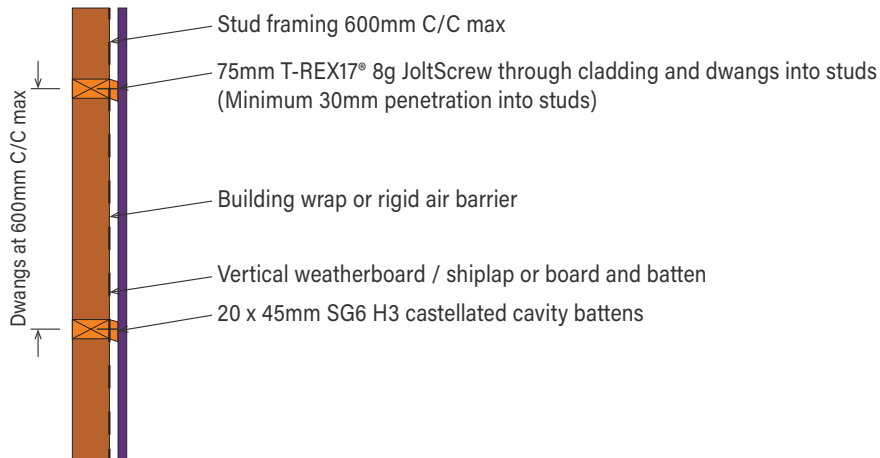 Stud framing 600mm C/C max
75mm T-REX17® 8g JoltScrew through cladding and dwangs into studs
(Minimum 30mm penetration into studs)
Dwangs at 600mm C/C max
Building wrap or rigid air barrier
Vertical weatherboard / shiplap or board and batten
20 x 45mm SG6 H3 castellated cavity battens